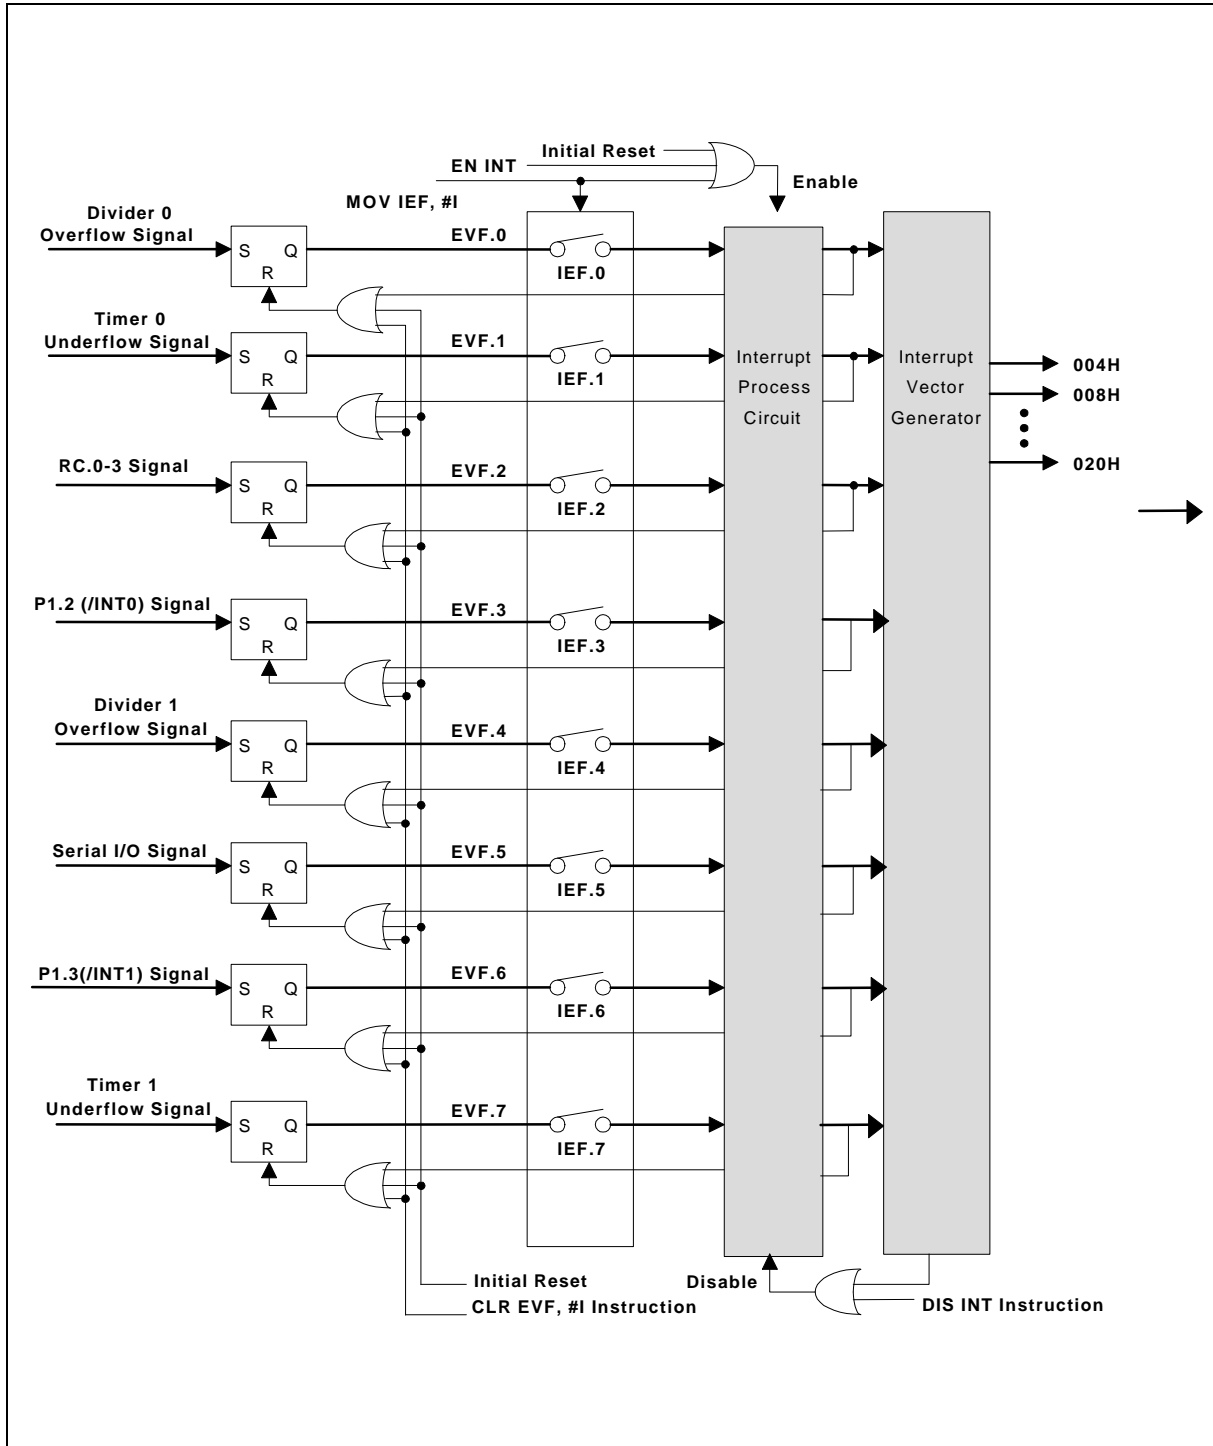 Initial Reset
EN INT
Enable
MOV IEF, #I
Divider 0
Overflow Signal
S Q
R
EVF.0
IEF.0
Timer 0
Underflow Signal
S Q
R
EVF.1
IEF.1
Interrupt
Process
Circuit
Interrupt
Vector
Generator
004H
008H
020H
RC.0-3 Signal
S Q
R
EVF.2
IEF.2
P1.2 (/INT0) Signal
S Q
R
EVF.3
IEF.3
Divider 1
Overflow Signal
S Q
R
EVF.4
IEF.4
Serial I/O Signal
S Q
R
EVF.5
IEF.5
P1.3(/INT1) Signal
S Q
R
EVF.6
IEF.6
Timer 1
Underflow Signal
S Q
R
EVF.7
IEF.7
Initial Reset
CLR EVF, #I Instruction
Disable
DIS INT Instruction